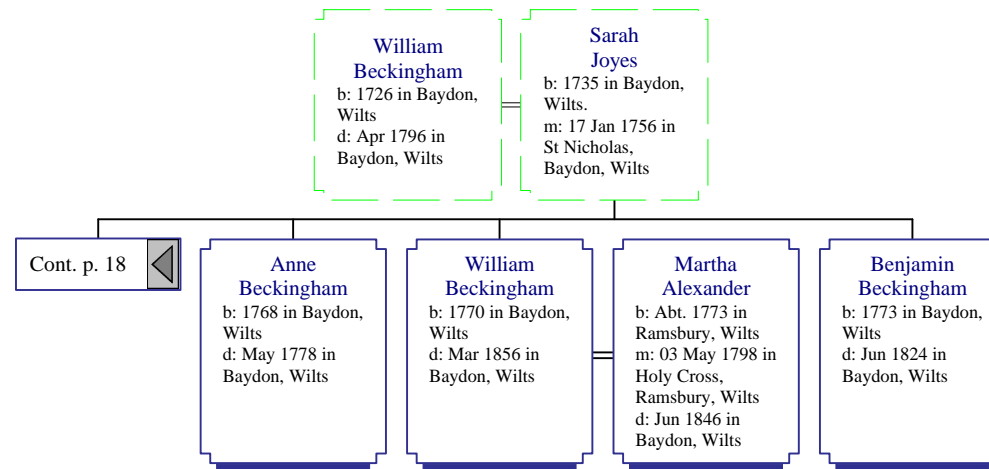 William
Beckingham
b: 1726 in Baydon,
Wilts
d: Apr 1796 in
Baydon, Wilts
Sarah
Joyes
b: 1735 in Baydon,
Wilts.
m: 17 Jan 1756 in
St Nicholas,
Baydon, Wilts
Cont. p. 18
Anne
Beckingham
b: 1768 in Baydon,
Wilts
d: May 1778 in
Baydon, Wilts
William
Beckingham
b: 1770 in Baydon,
Wilts
d: Mar 1856 in
Baydon, Wilts
Martha
Alexander
b: Abt. 1773 in
Ramsbury, Wilts
m: 03 May 1798 in
Holy Cross,
Ramsbury, Wilts
d: Jun 1846 in
Baydon, Wilts
Benjamin
Beckingham
b: 1773 in Baydon,
Wilts
d: Jun 1824 in
Baydon, Wilts